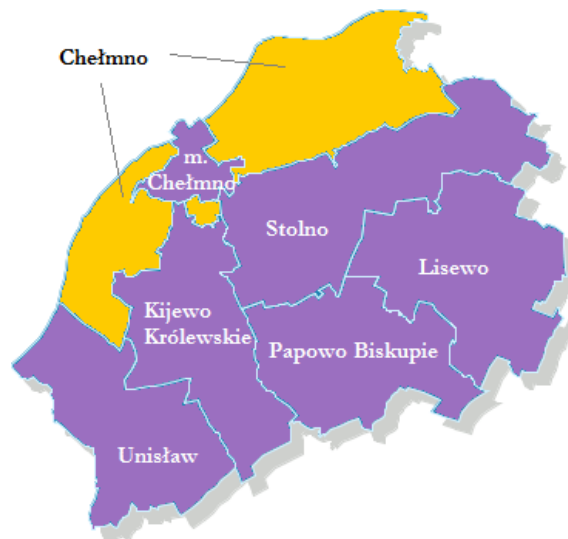 Chełmno
m.
Chełmno
Stolno
Lisewo
Kijewo
Królewskie
Papowo Biskupie
Unisław